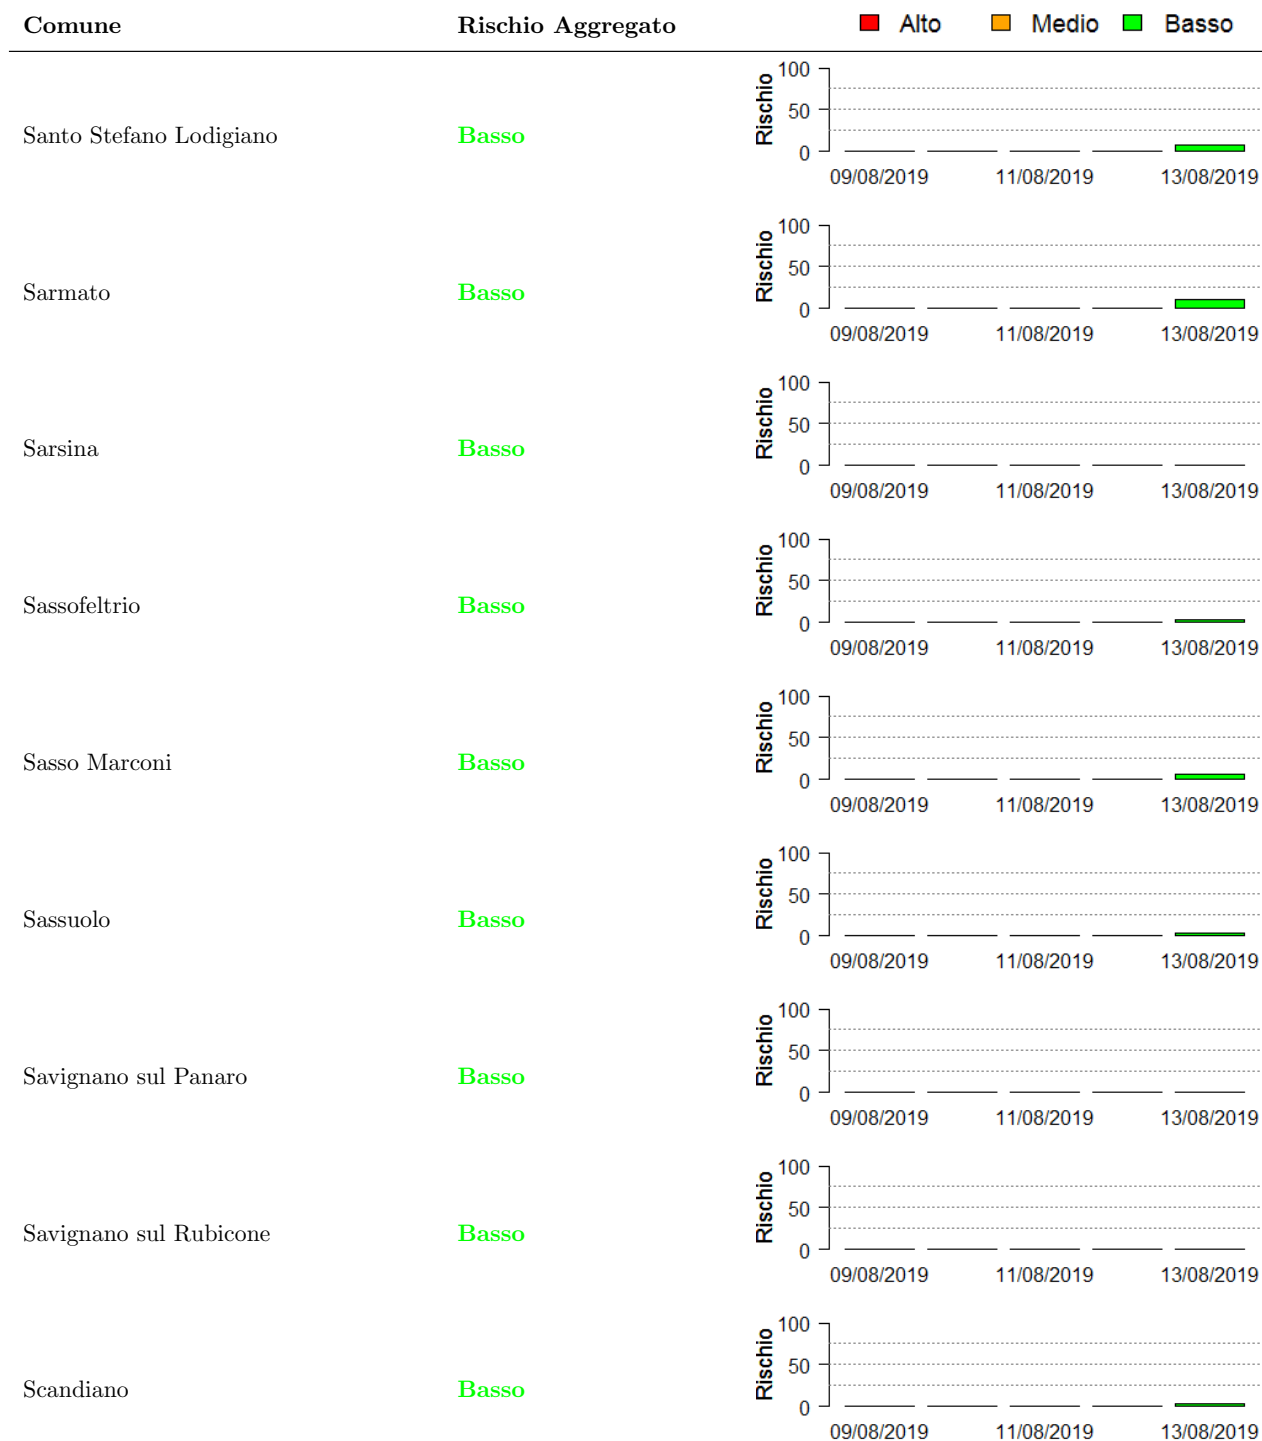 Comune Rischio Aggregato Alto Medio Basso
Santo Stefano Lodigiano Basso Rischio 100 50 0
09/08/2019 11/08/2019 13/08/2019
Sarmato Basso Rischio 100 50 0
09/08/2019 11/08/2019 13/08/2019
Sarsina Basso Rischio 100 50 0
09/08/2019 11/08/2019 13/08/2019
Sassofeltrio Basso Rischio 100 50 0
09/08/2019 11/08/2019 13/08/2019
Sasso Marconi Basso Rischio 100 50 0
09/08/2019 11/08/2019 13/08/2019
Sassuolo Basso Rischio 100 50 0
09/08/2019 11/08/2019 13/08/2019
Savignano sul Panaro Basso Rischio 100 50 0
09/08/2019 11/08/2019 13/08/2019
Savignano sul Rubicone Basso Rischio 100 50 0
09/08/2019 11/08/2019 13/08/2019
Scandiano Basso Rischio 100 50 0
09/08/2019 11/08/2019 13/08/2019